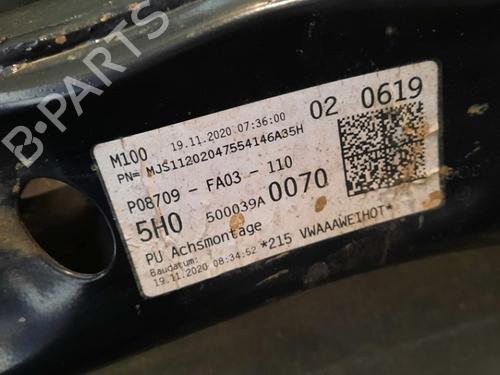 B-PARTS
M100 19.11.2020 07:36:00 02 0619
PN= MJS11202047554146A35H
P08709 - FA03 - 110
5H0 500039A 0070
PU Achsmontage
Baudatum:
19.11.2020 08:34:52 *215 VWAAAWEIHOT*